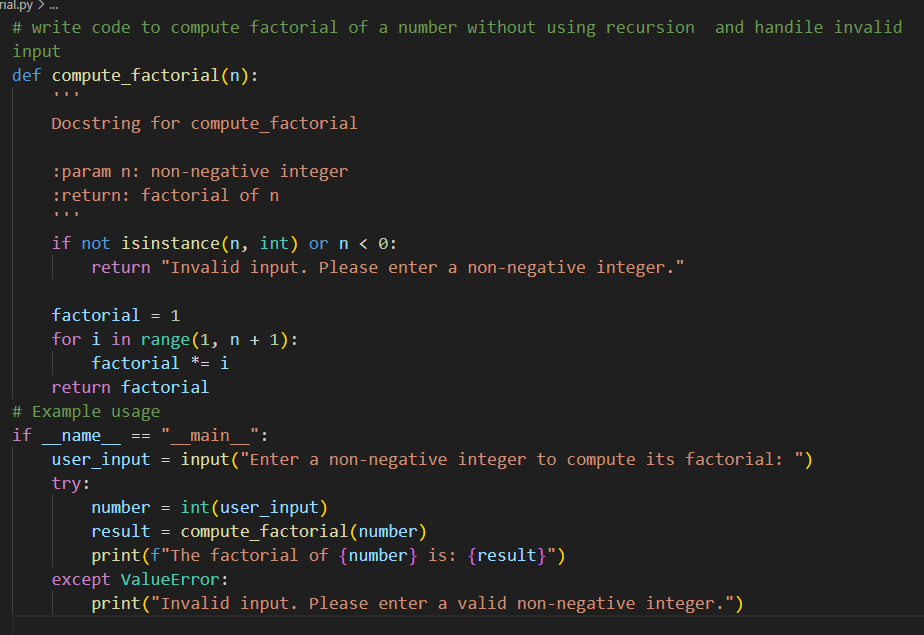 rial.py > ...
# write code to compute factorial of a number without using recursion  and handile invalid
input
def compute_factorial(n):
    '''
    Docstring for compute_factorial

    :param n: non-negative integer
    :return: factorial of n
    '''
    if not isinstance(n, int) or n < 0:
        return "Invalid input. Please enter a non-negative integer."

    factorial = 1
    for i in range(1, n + 1):
        factorial *= i
    return factorial
# Example usage
if __name__ == "__main__":
    user_input = input("Enter a non-negative integer to compute its factorial: ")
    try:
        number = int(user_input)
        result = compute_factorial(number)
        print(f"The factorial of {number} is: {result}")
    except ValueError:
        print("Invalid input. Please enter a valid non-negative integer.")